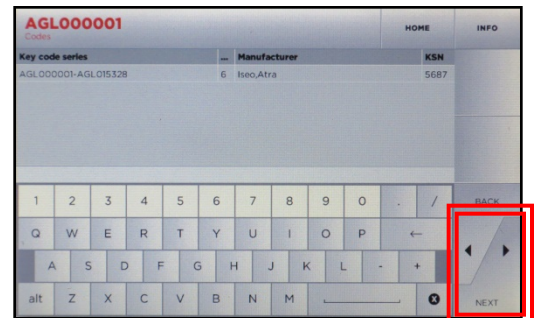 AGL000001
Codes
HOME
INFO
Key code series ... Manufacturer KSN
AGL000001-AGL015328 6 Iseo,Atra 5687
1 2 3 4 5 6 7 8 9 0 . /
BACK
Q W E R T Y U I O P ←
A S D F G H J K L - +
alt Z X C V B N M
NEXT